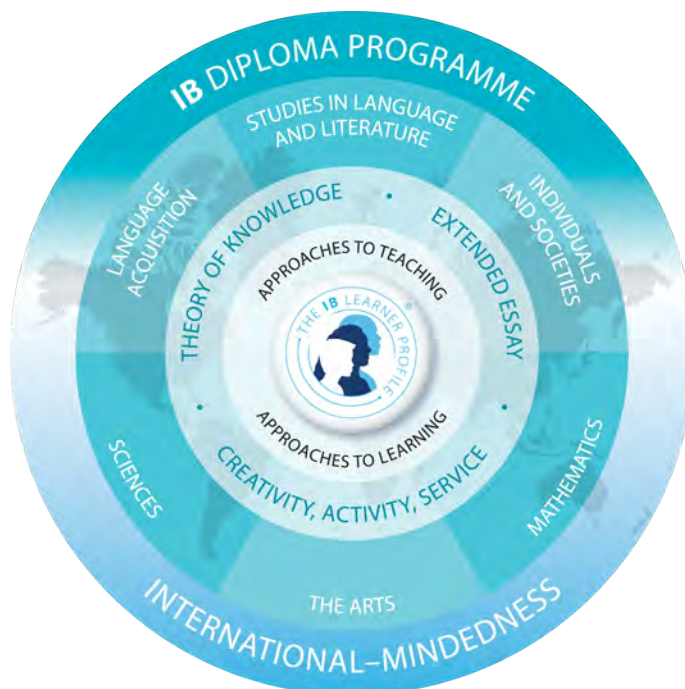 IB DIPLOMA PROGRAMME
STUDIES IN LANGUAGE
AND LITERATURE
LANGUAGE
ACQUISITION
INDIVIDUALS
AND SOCIETIES
THEORY OF KNOWLEDGE
•
EXTENDED ESSAY
APPROACHES TO TEACHING
• THE IB LEARNER PROFILE • ®
APPROACHES TO LEARNING
•
CREATIVITY, ACTIVITY, SERVICE
•
SCIENCES
MATHEMATICS
THE ARTS
INTERNATIONAL–MINDEDNESS